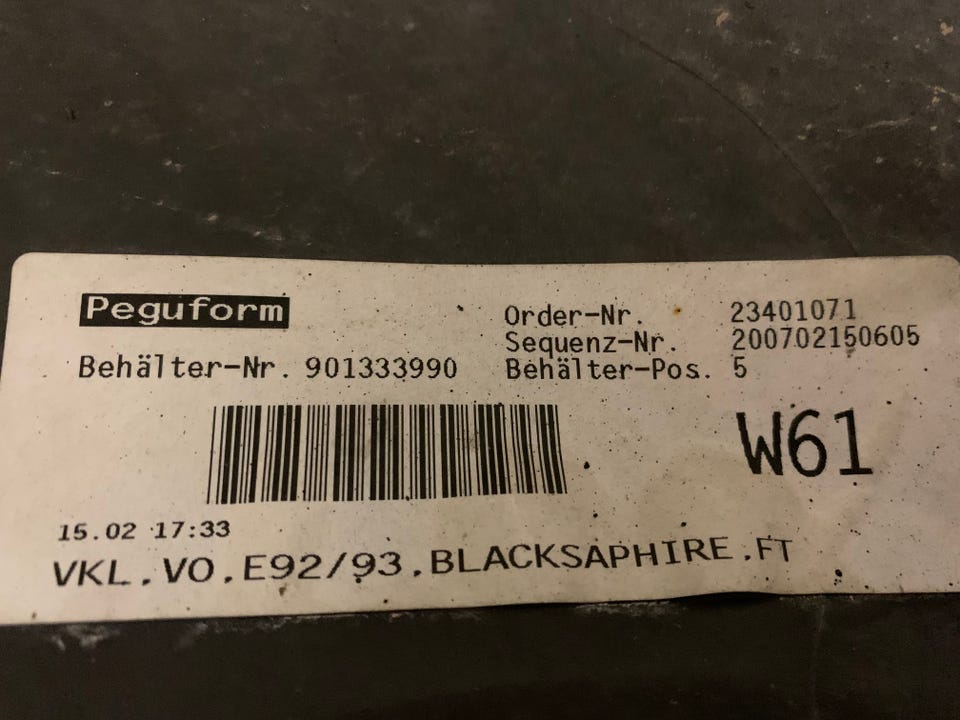 Peguform
Order-Nr. 23401071
Sequenz-Nr. 200702150605
Behälter-Nr. 901333990
Behälter-Pos. 5
W61
15.02 17:33
VKL.VO.E92/93.BLACKSAPHIRE.FT